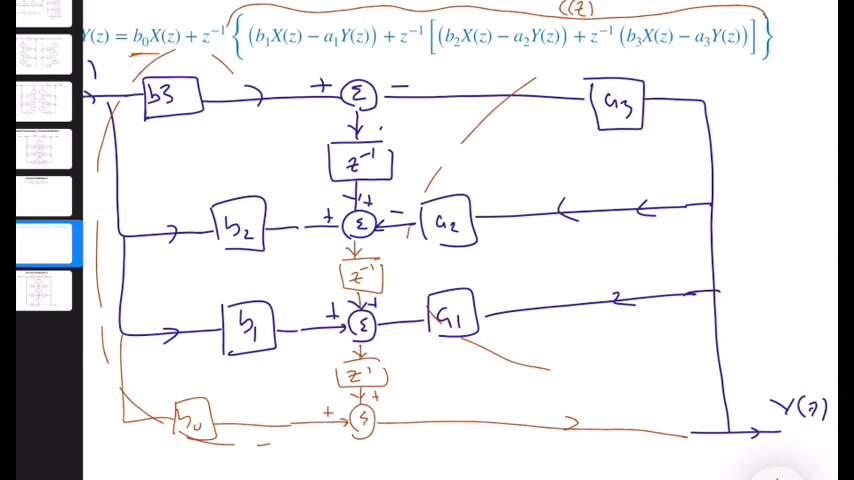 ((z)
Y(z) = b₀X(z) + z⁻¹ { (b₁X(z) − a₁Y(z)) + z⁻¹ [ (b₂X(z) − a₂Y(z)) + z⁻¹ (b₃X(z) − a₃Y(z)) ] }
b3 + Σ − a3
z⁻¹
+
b2 + Σ − a2
z⁻¹
+
b1 + Σ a1
z⁻¹
+
b0 + Σ Y(z)